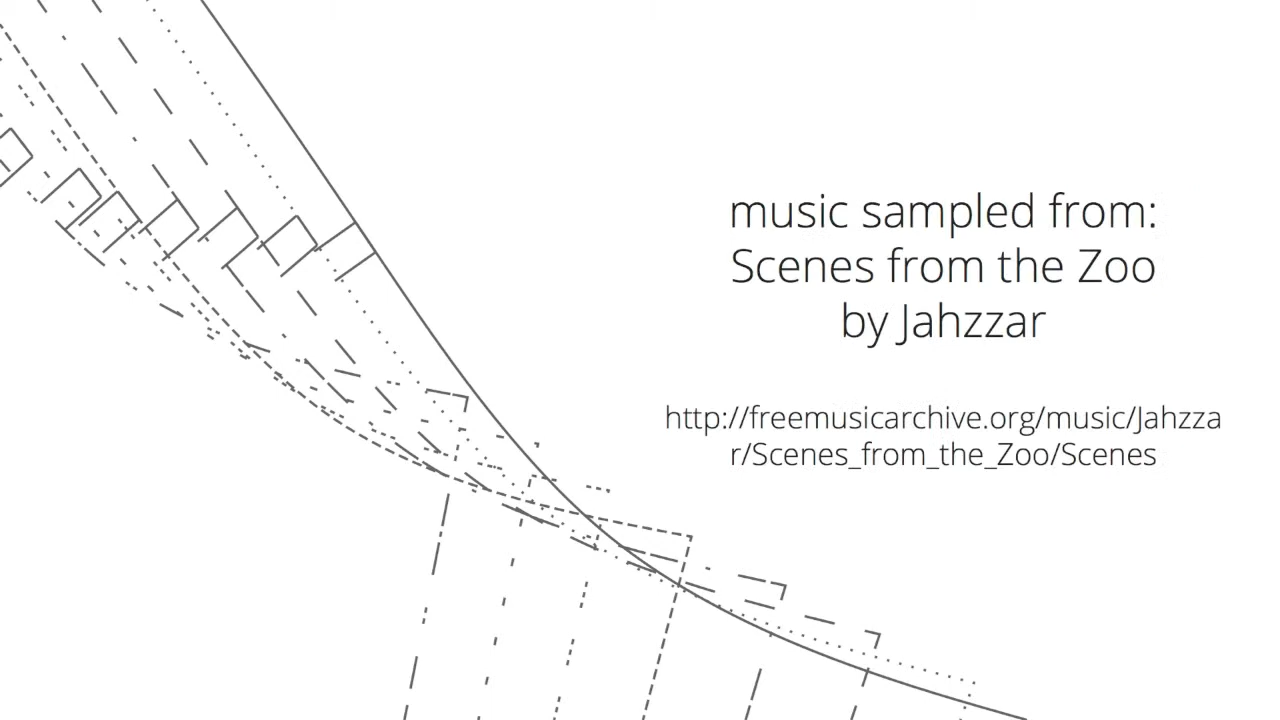 music sampled from:
Scenes from the Zoo
by Jahzzar
http://freemusicarchive.org/music/Jahzza
r/Scenes_from_the_Zoo/Scenes